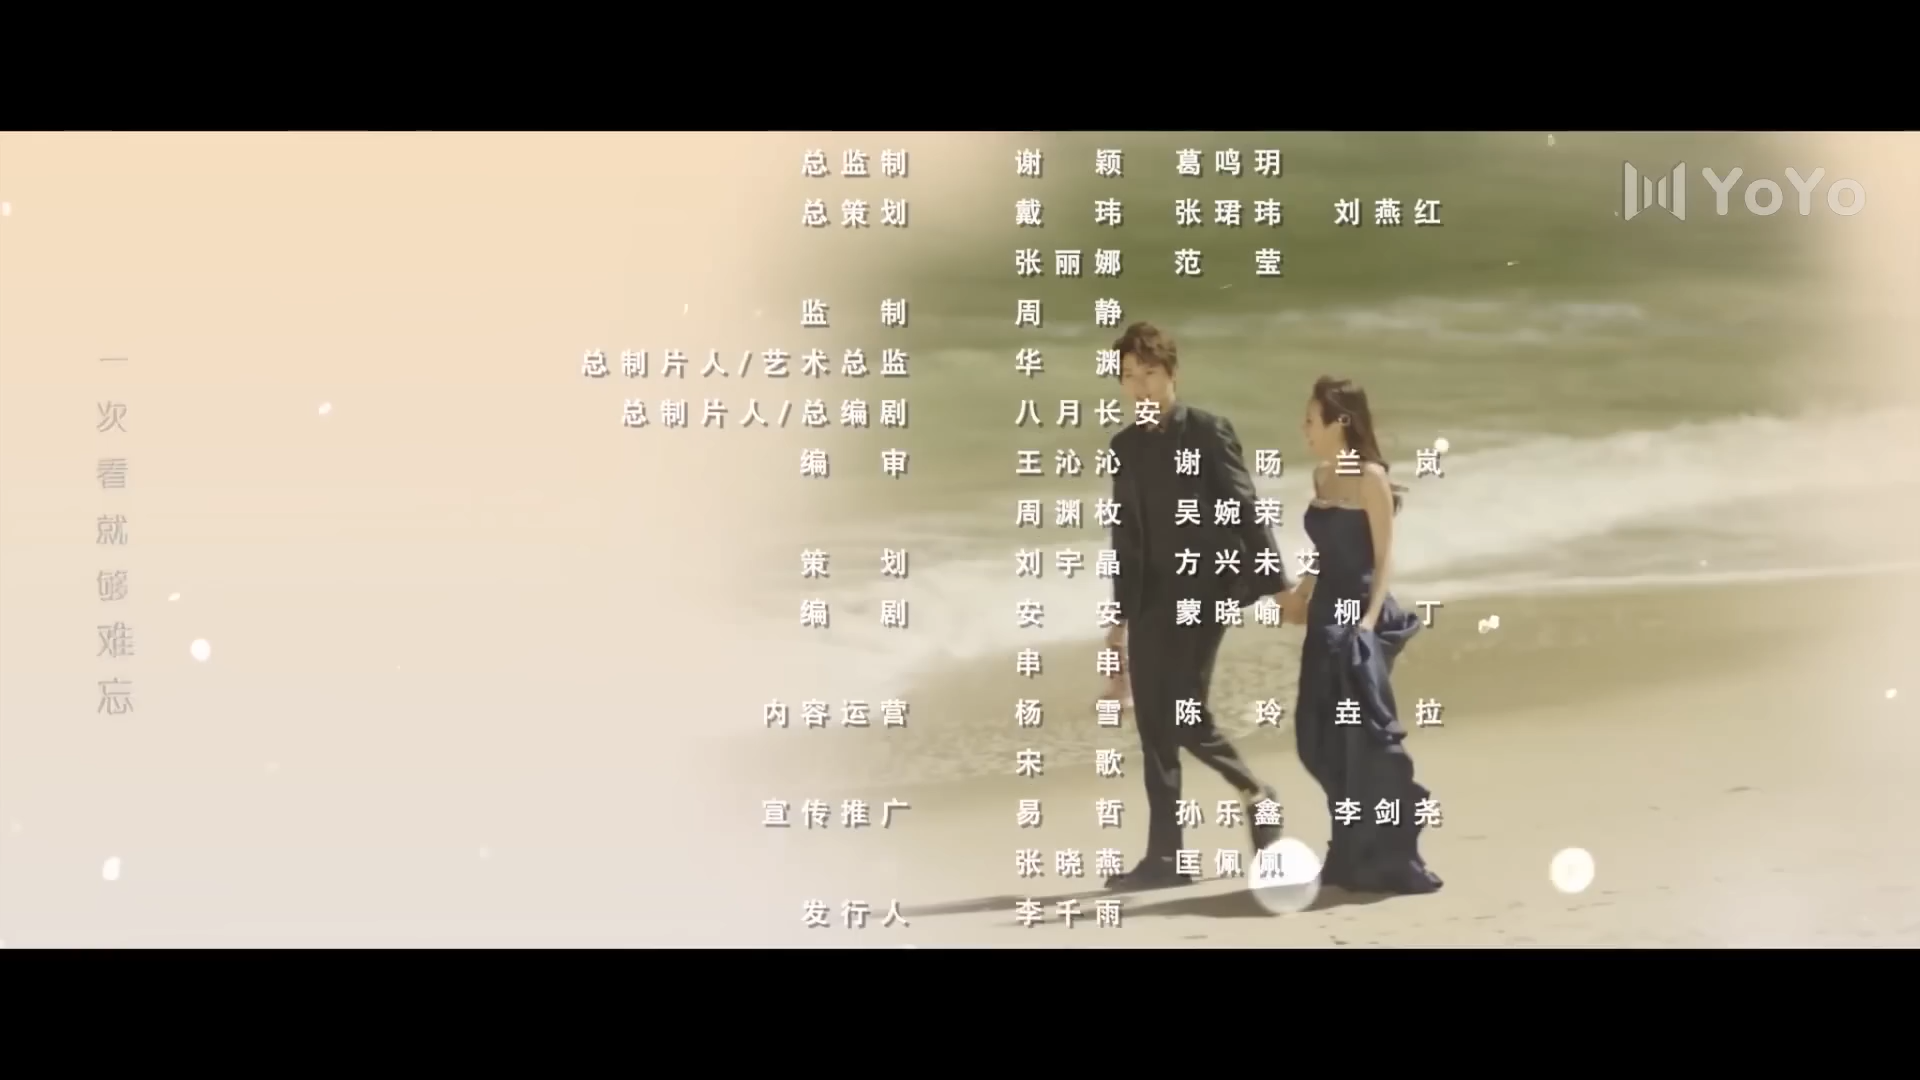 YoYo
总监制 谢颖 葛鸣玥
总策划 戴玮 张珺玮 刘燕红
张丽娜 范莹
监制 周静
总制片人/艺术总监 华渊
总制片人/总编剧 八月长安
编审 王沁沁 谢旸 兰岚
周渊枚 吴婉荣
策划 刘宇晶 方兴未艾
编剧 安安 蒙晓喻 柳丁
串串
内容运营 杨雪 陈玲 垚拉
宋歌
宣传推广 易哲 孙乐鑫 李剑尧
张晓燕 匡佩佩
发行人 李千雨
一次看就够难忘